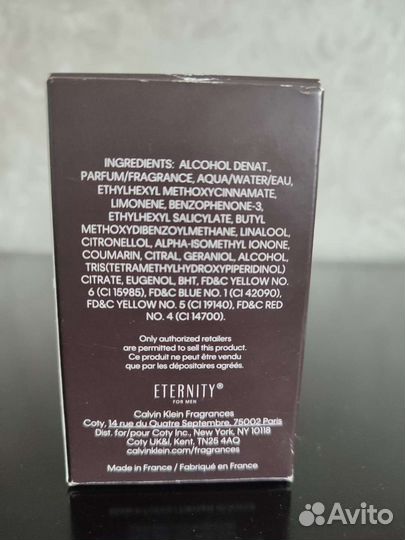 INGREDIENTS: ALCOHOL DENAT.,
PARFUM/FRAGRANCE, AQUA/WATER/EAU,
ETHYLHEXYL METHOXYCINNAMATE,
LIMONENE, BENZOPHENONE-3,
ETHYLHEXYL SALICYLATE, BUTYL
METHOXYDIBENZOYLMETHANE, LINALOOL,
CITRONELLOL, ALPHA-ISOMETHYL IONONE,
COUMARIN, CITRAL, GERANIOL, ALCOHOL,
TRIS(TETRAMETHYLHYDROXYPIPERIDINOL)
CITRATE, EUGENOL, BHT, FD&C YELLOW NO.
6 (CI 15985), FD&C BLUE NO. 1 (CI 42090),
FD&C YELLOW NO. 5 (CI 19140), FD&C RED
NO. 4 (CI 14700).
Only authorized retailers
are permitted to sell this product.
Ce produit ne peut être vendu
que par les dépositaires agréés.
ETERNITY®
FOR MEN
Calvin Klein Fragrances
Coty, 14 rue du Quatre Septembre, 75002 Paris
Dist. for/pour Coty Inc., New York, NY 10118
Coty UK&I, Kent, TN25 4AQ
calvinklein.com/fragrances
Made in France / Fabriqué en France
Avito